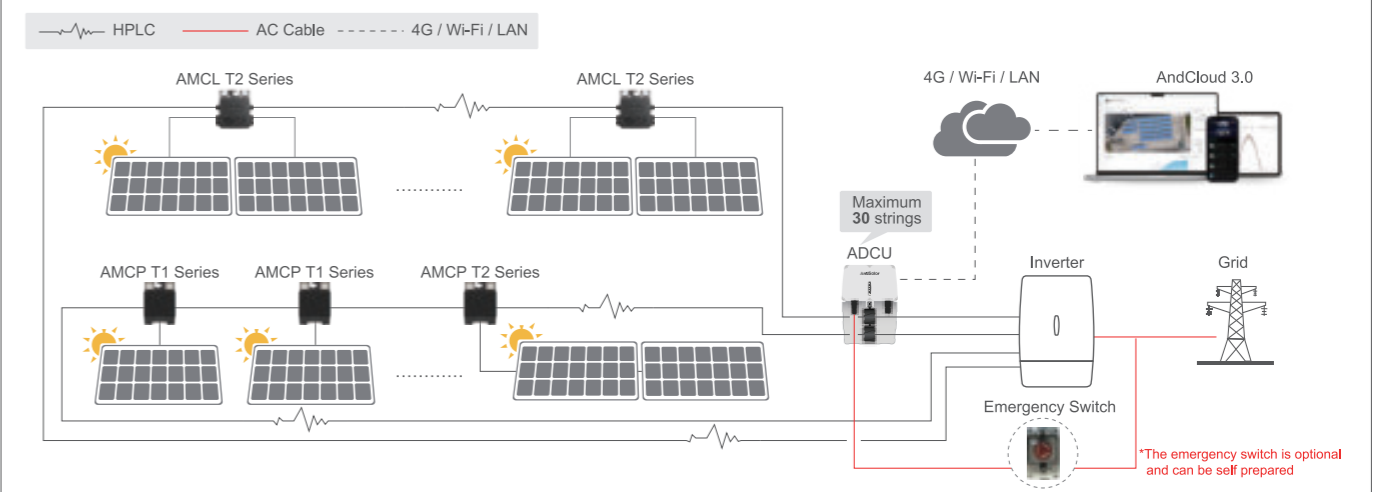 HPLC
AC Cable
4G / Wi-Fi / LAN
AMCL T2 Series
AMCL T2 Series
4G / Wi-Fi / LAN
AndCloud 3.0
Maximum
30 strings
ADCU
AMCP T1 Series
AMCP T1 Series
AMCP T2 Series
Inverter
Grid
Emergency Switch
*The emergency switch is optional
and can be self prepared